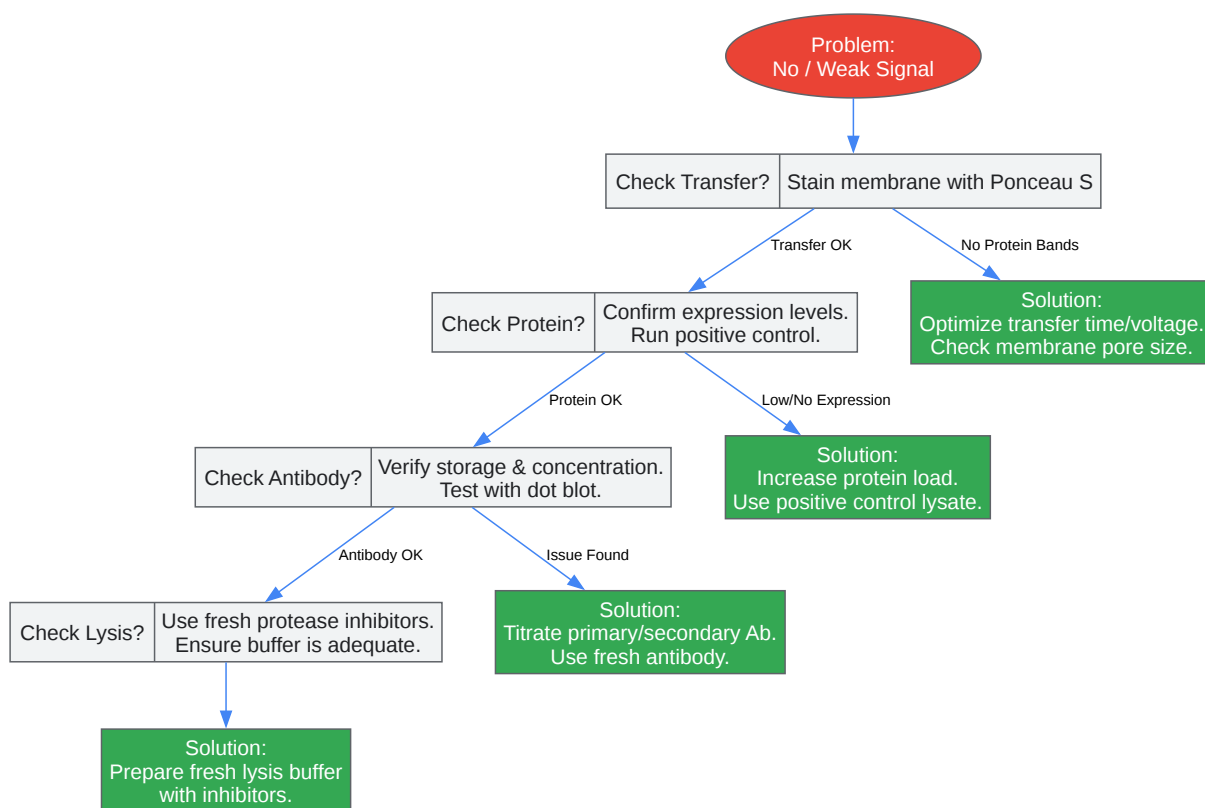 Problem:
No / Weak Signal
Check Transfer?
Stain membrane with Ponceau S
Transfer OK
No Protein Bands
Check Protein?
Confirm expression levels.
Run positive control.
Solution:
Optimize transfer time/voltage.
Check membrane pore size.
Protein OK
Low/No Expression
Check Antibody?
Verify storage & concentration.
Test with dot blot.
Solution:
Increase protein load.
Use positive control lysate.
Antibody OK
Issue Found
Check Lysis?
Use fresh protease inhibitors.
Ensure buffer is adequate.
Solution:
Titrate primary/secondary Ab.
Use fresh antibody.
Solution:
Prepare fresh lysis buffer
with inhibitors.